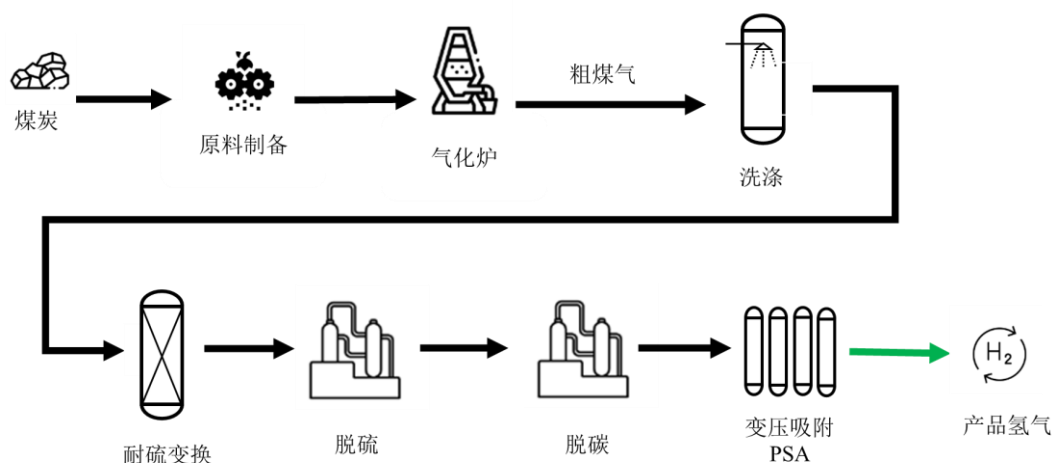 煤炭
原料制备
气化炉
粗煤气
洗涤
耐硫变换
脱硫
脱碳
变压吸附
PSA
H₂
产品氢气